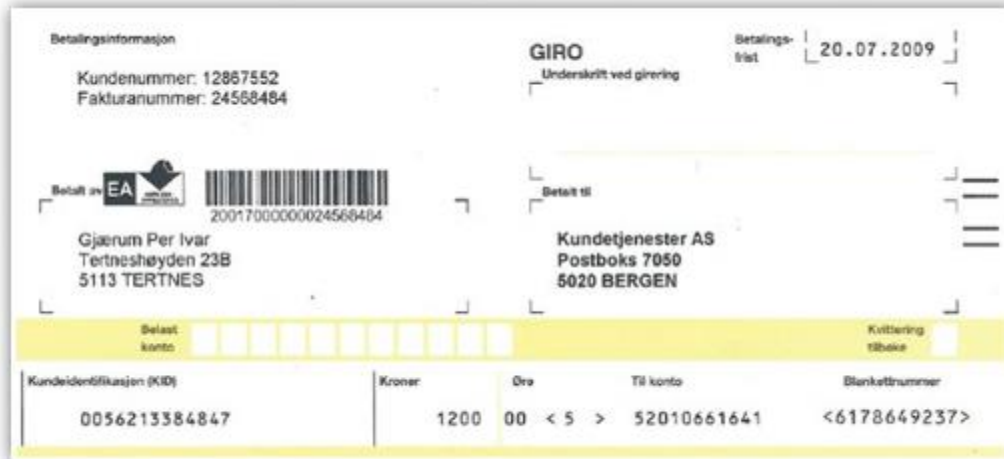 Betalingsinformasjon
Kundenummer: 12867552
Fakturanummer: 24568484
GIRO
Betalings-
frist
20.07.2009
Underskrift ved girering
Betalt av EA
20017000000024568484
Gjærum Per Ivar
Tertneshøyden 23B
5113 TERTNES
Betalt til
Kundetjenester AS
Postboks 7050
5020 BERGEN
Belast
konto
Kvittering
tilbake
Kundeidentifikasjon (KID) Kroner Øre Til konto Blankettnummer
0056213384847 1200 00 < 5 > 52010661641 <6178649237>